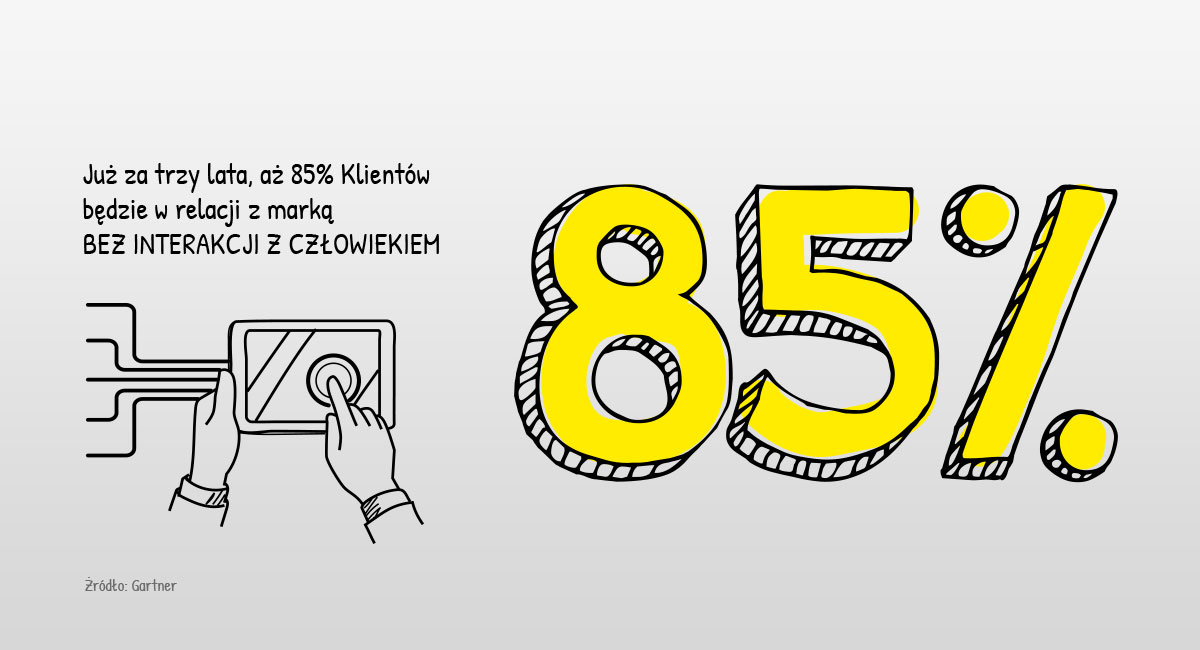 Już za trzy lata, aż 85% Klientów
będzie w relacji z marką
BEZ INTERAKCJI Z CZŁOWIEKIEM
85%
Źródło: Gartner